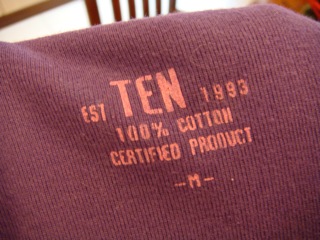 EST TEN 1993
100% COTTON
CERTIFIED PRODUCT
-M-